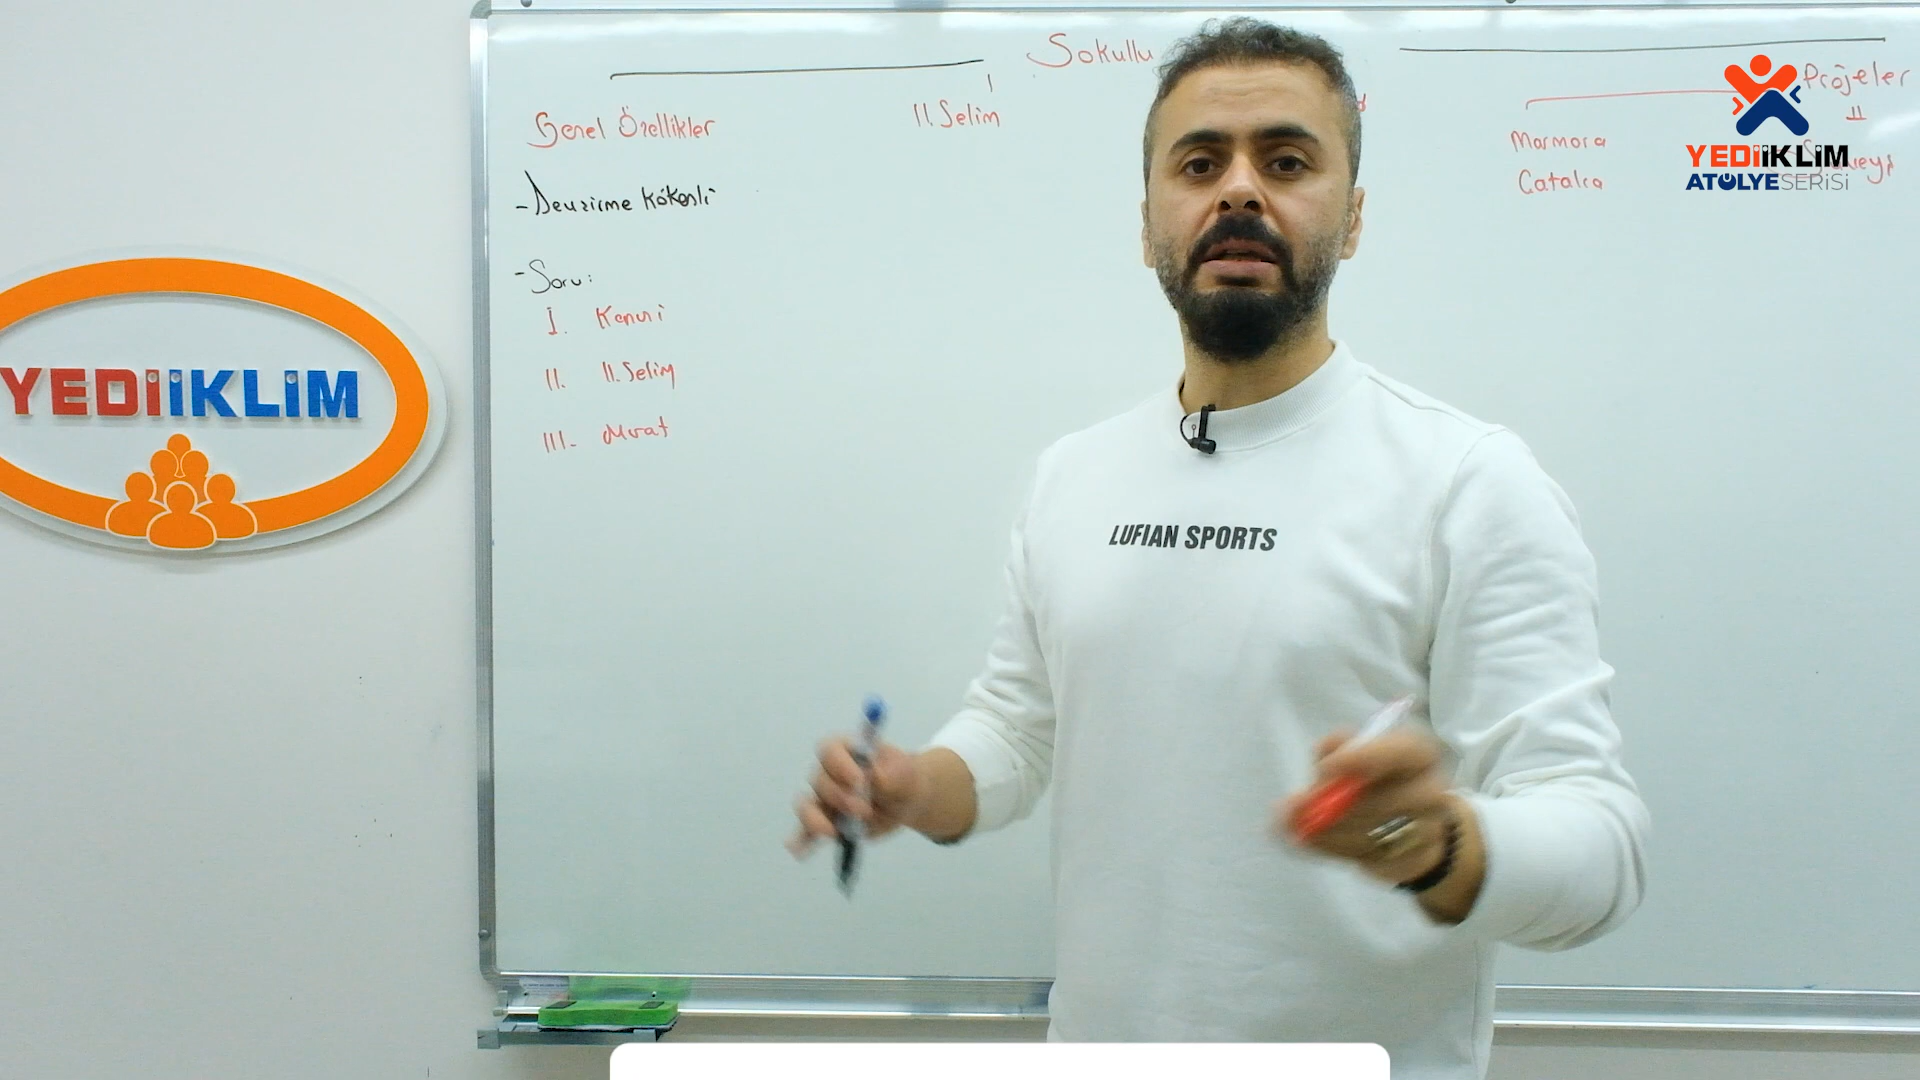 Sokullu
Genel Özellikler
II. Selim
Projeler
Marmara
Çatalca
- Devşirme kökenli
- Soru:
I. Kanuni
II. II. Selim
III. Murat
YEDİİKLİM
ATÖLYE SERİSİ
YEDİİKLİM
LUFIAN SPORTS